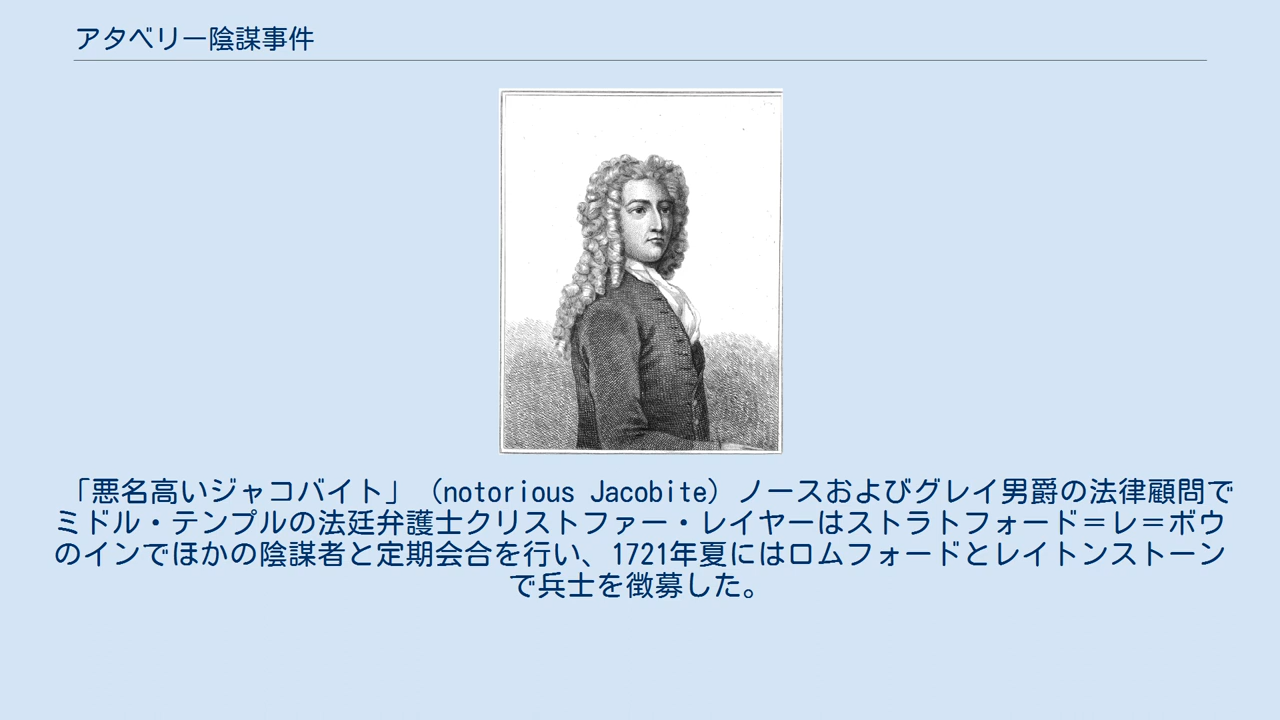 アタベリー陰謀事件
「悪名高いジャコバイト」（notorious Jacobite）ノースおよびグレイ男爵の法律顧問で
ミドル・テンプルの法廷弁護士クリストファー・レイヤーはストラトフォード＝レ＝ボウ
のインでほかの陰謀者と定期会合を行い、1721年夏にはロムフォードとレイトンストーン
で兵士を徴募した。